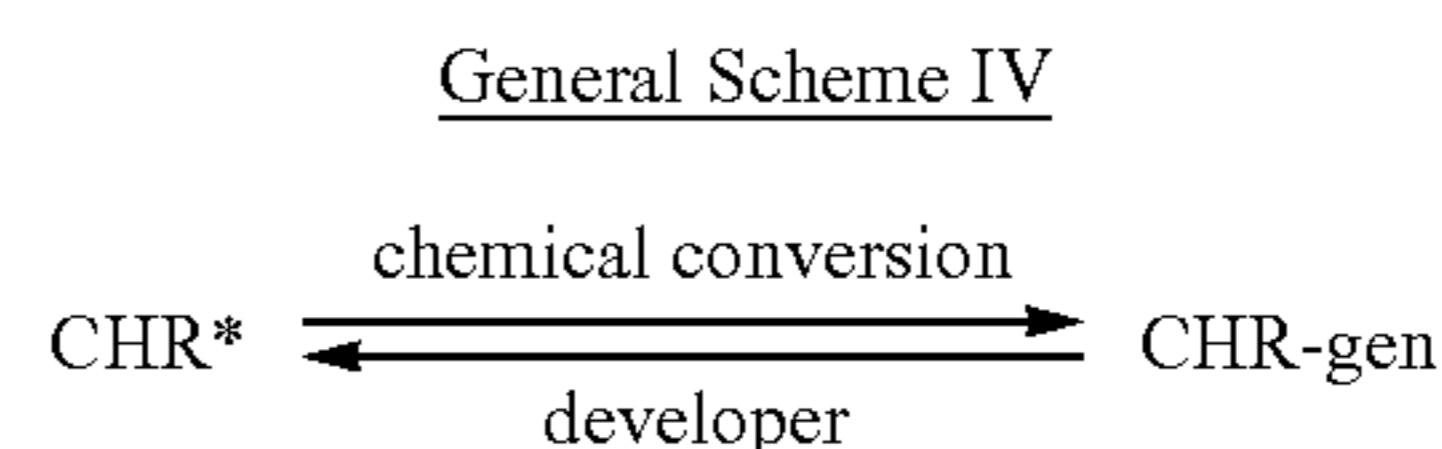 General Scheme IV
chemical conversion
CHR* CHR-gen
developer